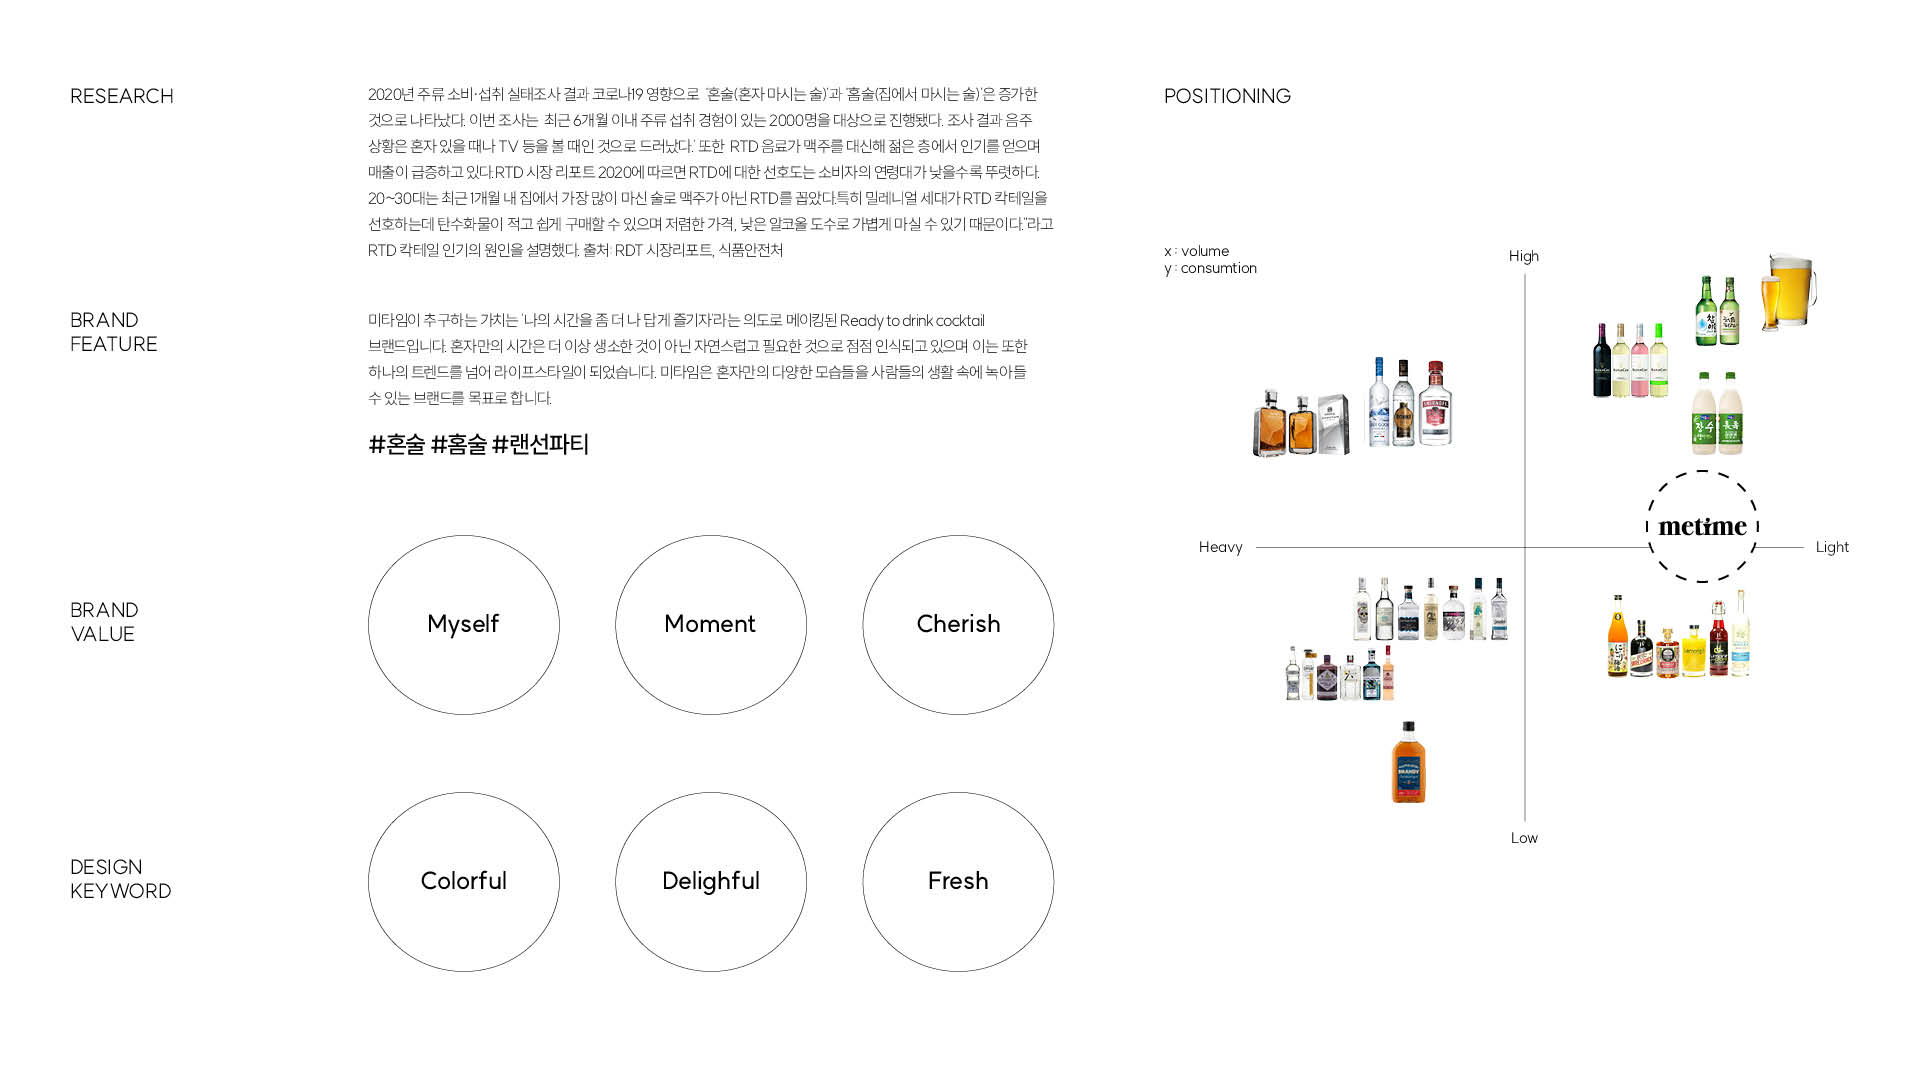 RESEARCH
2020년 주류 소비·섭취 실태조사 결과 코로나19 영향으로 '혼술(혼자 마시는 술)'과 '홈술(집에서 마시는 술)'은 증가한
것으로 나타났다. 이번 조사는 최근 6개월 이내 주류 섭취 경험이 있는 2000명을 대상으로 진행됐다. 조사 결과 음주
상황은 혼자 있을 때나 TV 등을 볼 때인 것으로 드러났다.' 또한 RTD 음료가 맥주를 대신해 젊은 층에서 인기를 얻으며
매출이 급증하고 있다.RTD 시장 리포트 2020에 따르면 RTD에 대한 선호도는 소비자의 연령대가 낮을수록 뚜렷하다.
20~30대는 최근 1개월 내 집에서 가장 많이 마신 술로 맥주가 아닌 RTD를 꼽았다.특히 밀레니얼 세대가 RTD 칵테일을
선호하는데 탄수화물이 적고 쉽게 구매할 수 있으며 저렴한 가격, 낮은 알코올 도수로 가볍게 마실 수 있기 때문이다."라고
RTD 칵테일 인기의 원인을 설명했다. 출처: RDT 시장리포트, 식품안전처
BRAND
FEATURE
미타임이 추구하는 가치는 '나의 시간을 좀 더 나 답게 즐기자'라는 의도로 메이킹된 Ready to drink cocktail
브랜드입니다. 혼자만의 시간은 더 이상 생소한 것이 아닌 자연스럽고 필요한 것으로 점점 인식되고 있으며 이는 또한
하나의 트렌드를 넘어 라이프스타일이 되었습니다. 미타임은 혼자만의 다양한 모습들을 사람들의 생활 속에 녹아들
수 있는 브랜드를 목표로 합니다.
#혼술 #홈술 #랜선파티
BRAND
VALUE
Myself
Moment
Cherish
DESIGN
KEYWORD
Colorful
Delighful
Fresh
POSITIONING
x : volume
y : consumtion
High
장수
SMIRNOFF
metime
Heavy
Light
BRANDY
Low